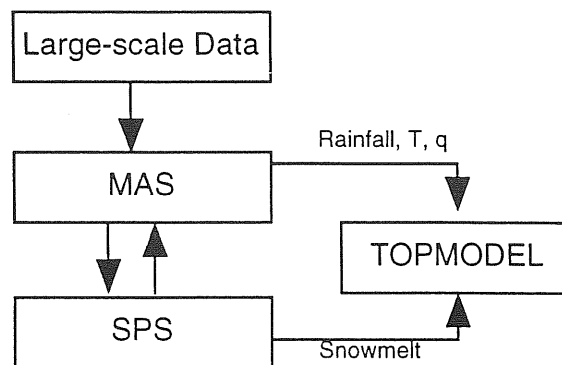 Large-scale Data
Rainfall, T, q
MAS
TOPMODEL
SPS
Snowmelt